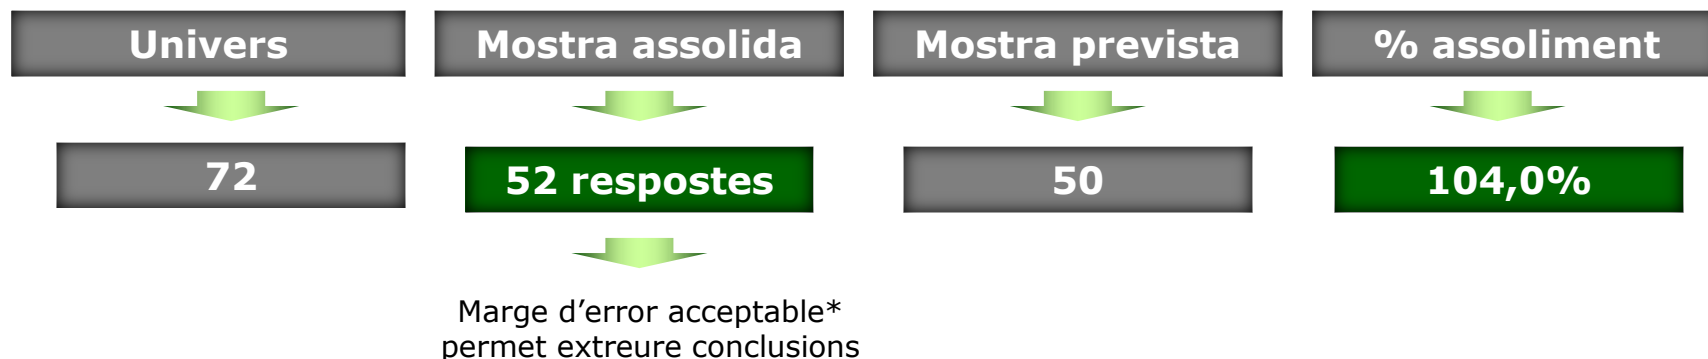 Univers
Mostra assolida
Mostra prevista
% assoliment
72
52 respostes
50
104,0%
Marge d’error acceptable*
permet extreure conclusions